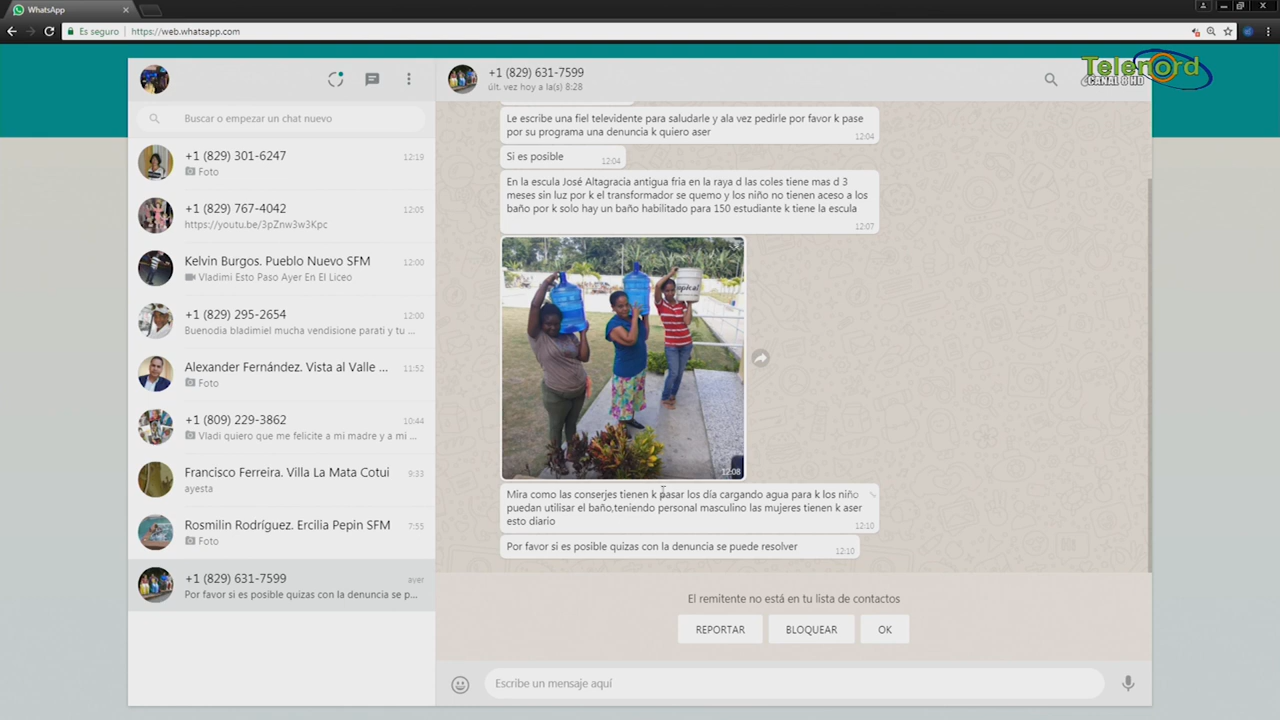 WhatsApp
Es seguro
https://web.whatsapp.com
Telenord
CANAL 8 HD
Buscar o empezar un chat nuevo
+1 (829) 301-6247
12:19
Foto
+1 (829) 767-4042
12:05
https://youtu.be/3pZnw3w3Kpc
Kelvin Burgos. Pueblo Nuevo SFM
12:00
Vladimi Esto Paso Ayer En El Liceo
+1 (829) 295-2654
12:00
Buenodia bladimiel mucha vendisione parati y tu ...
Alexander Fernández. Vista al Valle ...
11:52
Foto
+1 (809) 229-3862
10:44
Vladi quiero que me felicite a mi madre y a mi ...
Francisco Ferreira. Villa La Mata Cotui
9:33
ayesta
Rosmilin Rodríguez. Ercilia Pepin SFM
Foto
+1 (829) 631-7599
ayer
Por favor si es posible quizas con la denuncia se p...
+1 (829) 631-7599
últ. vez hoy a la(s) 8:28
Le escribe una fiel televidente para saludarle y ala vez pedirle por favor k pase
por su programa una denuncia k quiero aser
12:04
Si es posible
12:04
En la escula José Altagracia antigua fria en la raya d las coles tiene mas d 3
meses sin luz por k el transformador se quemo y los niño no tienen aceso a los
baño por k solo hay un baño habilitado para 150 estudiante k tiene la escula
12:07
Tropical
12:08
Mira como las conserjes tienen k pasar los día cargando agua para k los niño
puedan utilisar el baño,teniendo personal masculino las mujeres tienen k aser
esto diario
12:10
Por favor si es posible quizas con la denuncia se puede resolver
12:10
El remitente no está en tu lista de contactos
REPORTAR
BLOQUEAR
OK
Escribe un mensaje aquí